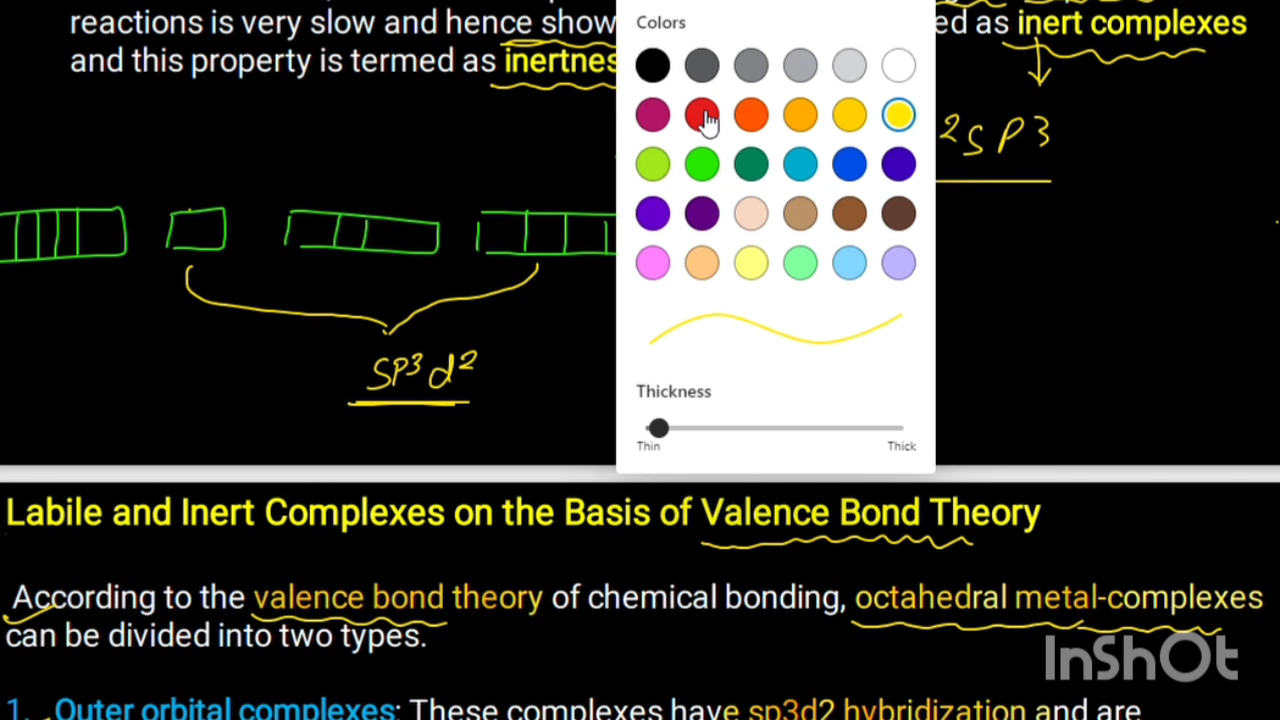 reactions is very slow and hence show
ed as inert complexes
and this property is termed as inertnes
²sp3
sp³d²
Colors
Thickness
Thin
Thick
Labile and Inert Complexes on the Basis of Valence Bond Theory
According to the valence bond theory of chemical bonding, octahedral metal-complexes
can be divided into two types.
InShOt
1. Outer orbital complexes: These complexes have sp3d2 hybridization and are